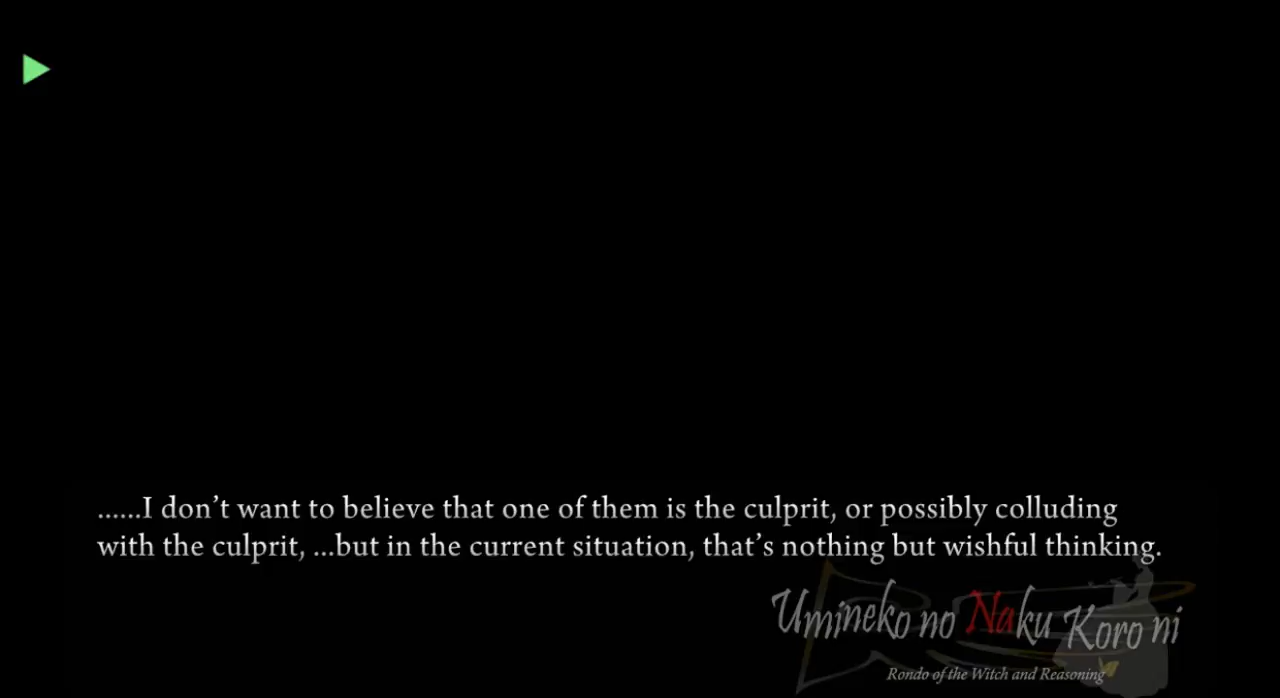 ......I don't want to believe that one of them is the culprit, or possibly colluding
with the culprit, ...but in the current situation, that's nothing but wishful thinking.
Umineko no Naku Koro ni
Rondo of the Witch and Reasoning